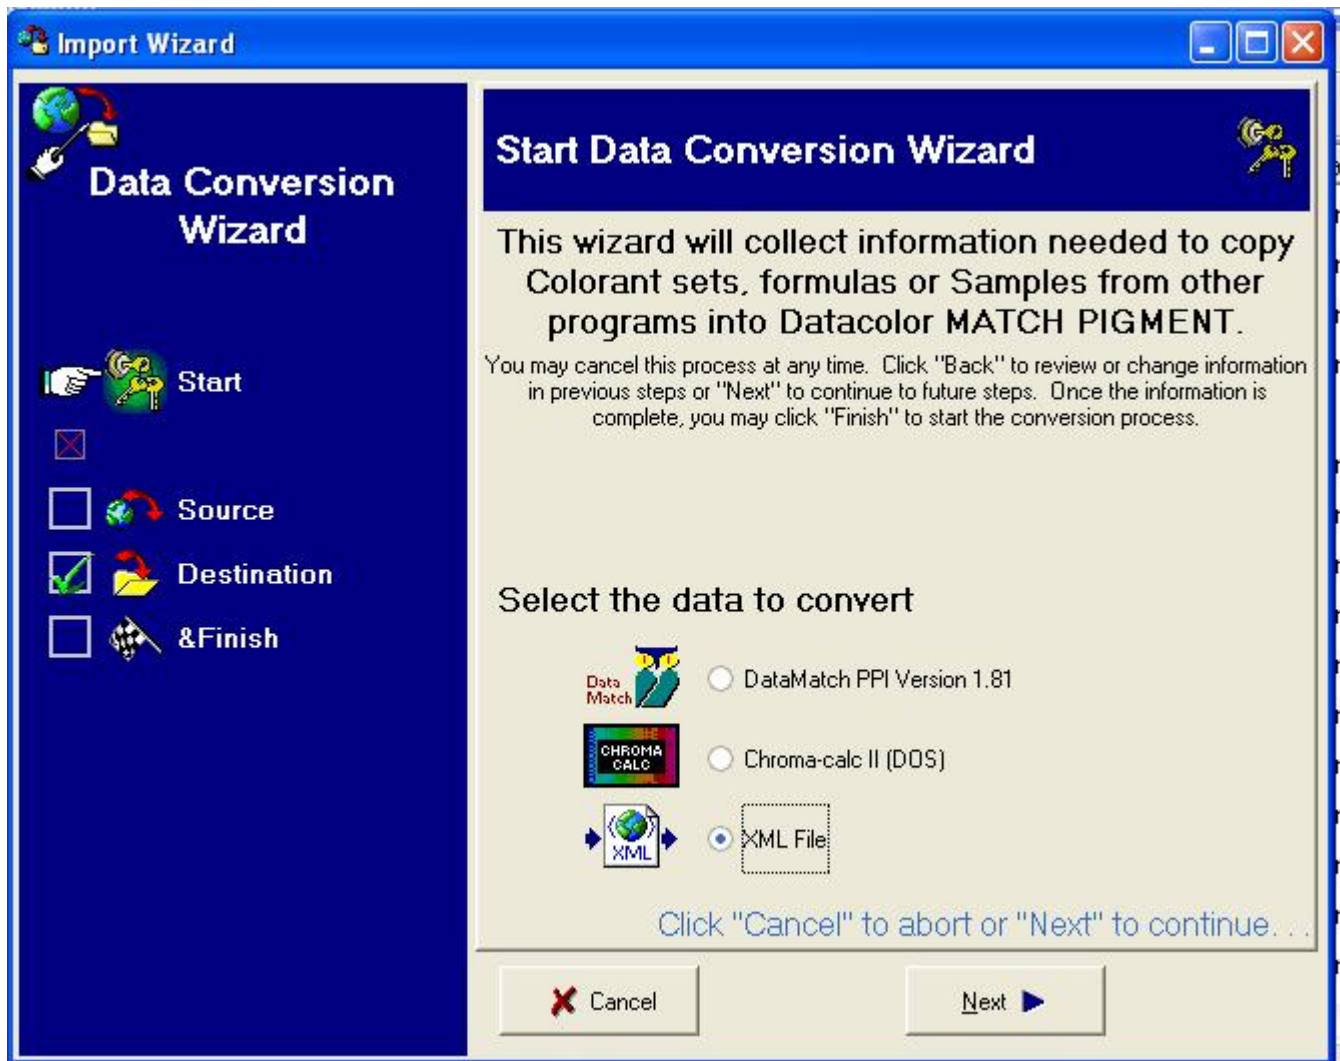 Import Wizard
Data Conversion
Wizard
Start
Source
Destination
&Finish
Start Data Conversion Wizard
This wizard will collect information needed to copy
Colorant sets, formulas or Samples from other
programs into Datacolor MATCH PIGMENT.
You may cancel this process at any time.  Click "Back" to review or change information
in previous steps or "Next" to continue to future steps.  Once the information is
complete, you may click "Finish" to start the conversion process.
Select the data to convert
Data
Match
DataMatch PPI Version 1.81
CHROMA
CALC
Chroma-calc II (DOS)
XML
XML File
Click "Cancel" to abort or "Next" to continue. . .
Cancel
Next